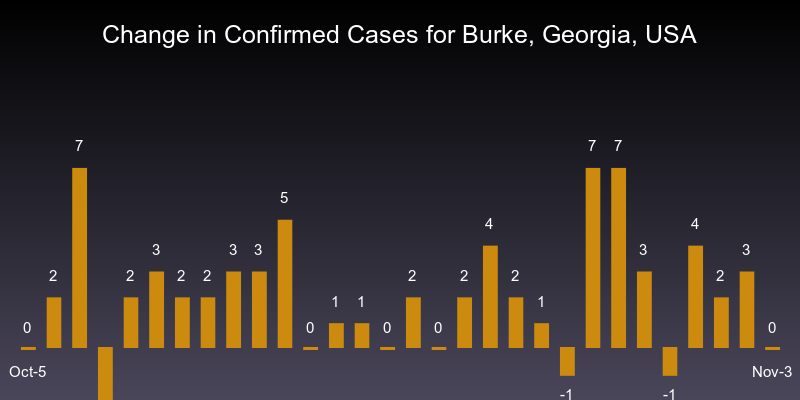 Change in Confirmed Cases for Burke, Georgia, USA
0 2 7 2 3 2 2 3 3 5 0 1 1 0 2 0 2 4 2 1 -1 7 7 3 -1 4 2 3 0
Oct-5 Nov-3